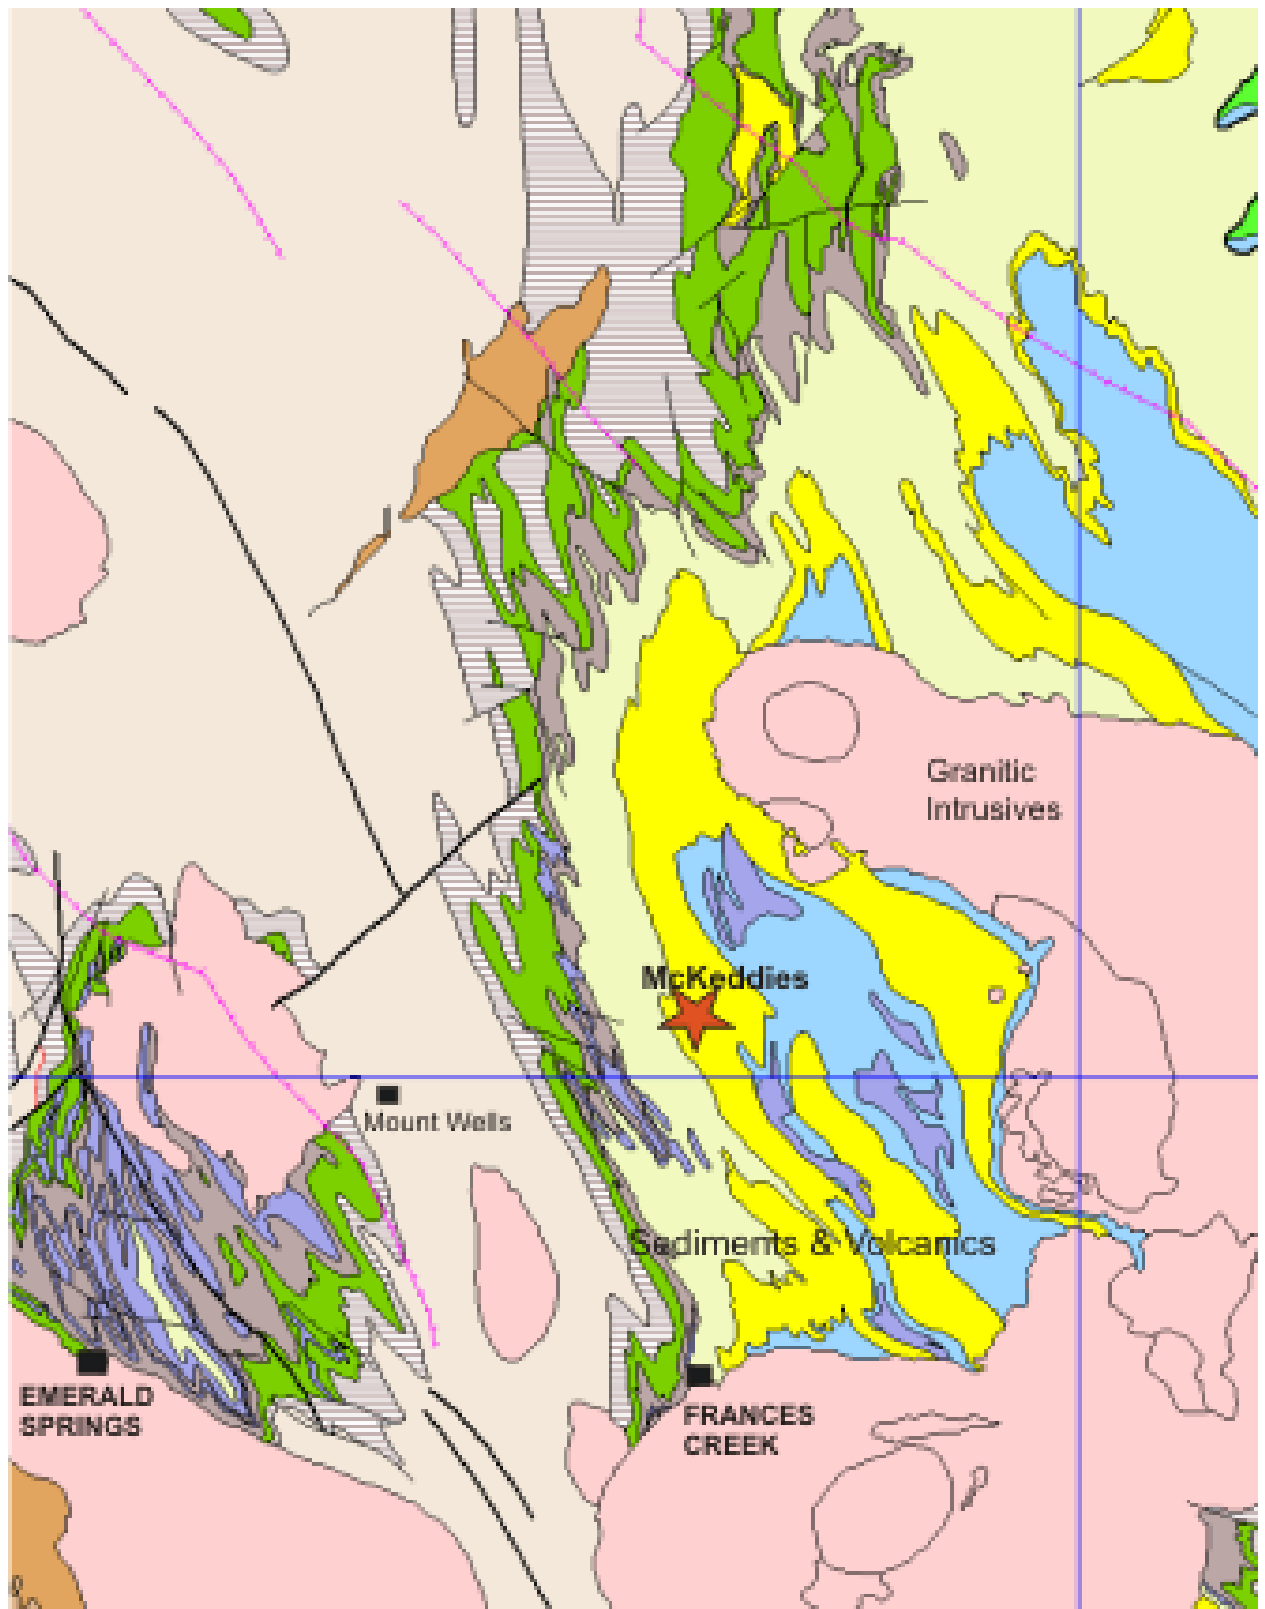 Granitic
Intrusives
McKeddies
Mount Wells
Sediments & Volcanics
EMERALD
SPRINGS
FRANCES
CREEK